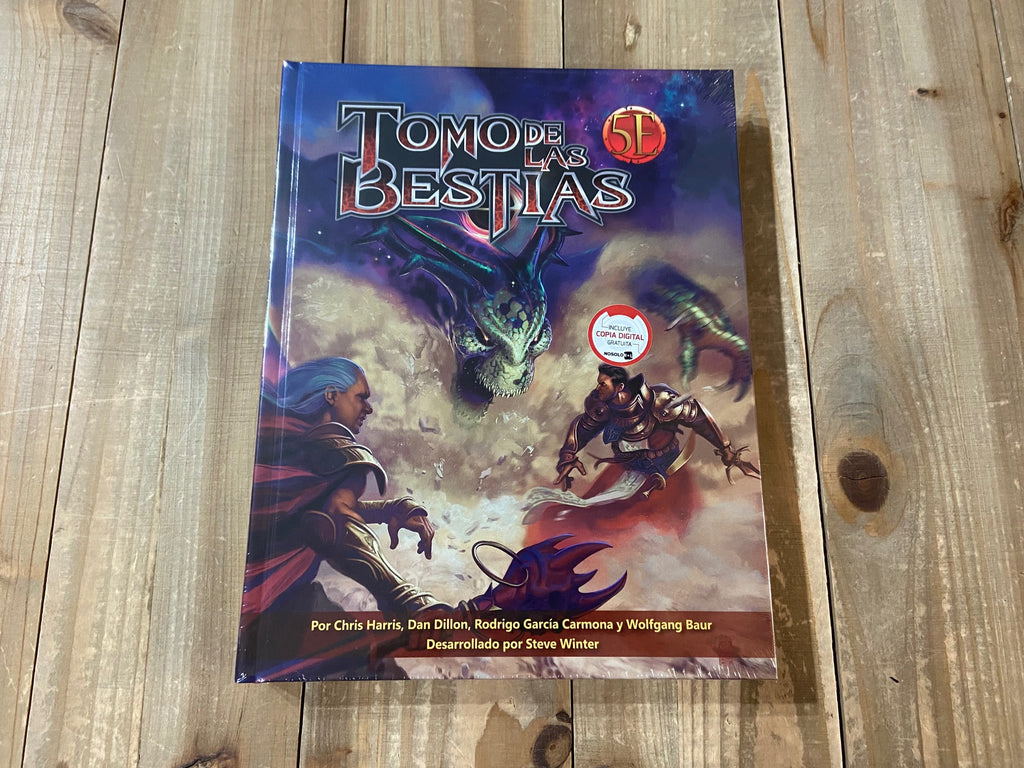 TOMO DE LAS
BESTIAS
5E
INCLUYE
COPIA DIGITAL
GRATUITA
NOSOLO
Por Chris Harris, Dan Dillon, Rodrigo García Carmona y Wolfgang Baur
Desarrollado por Steve Winter